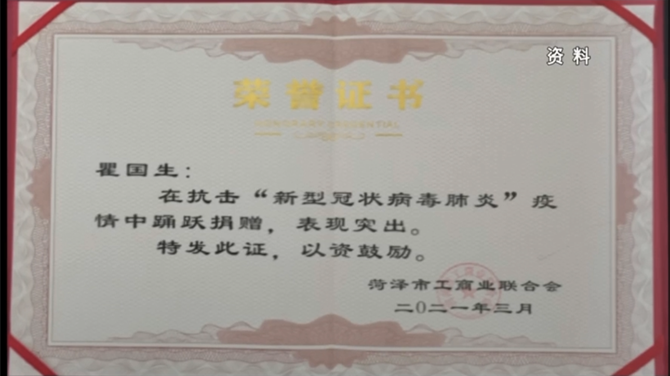 资料
荣誉证书
HONORARY CREDENTIAL
瞿国生：
在抗击“新型冠状病毒肺炎”疫
情中踊跃捐赠，表现突出。
特发此证，以资鼓励。
菏泽市工商业联合会
二〇二一年三月